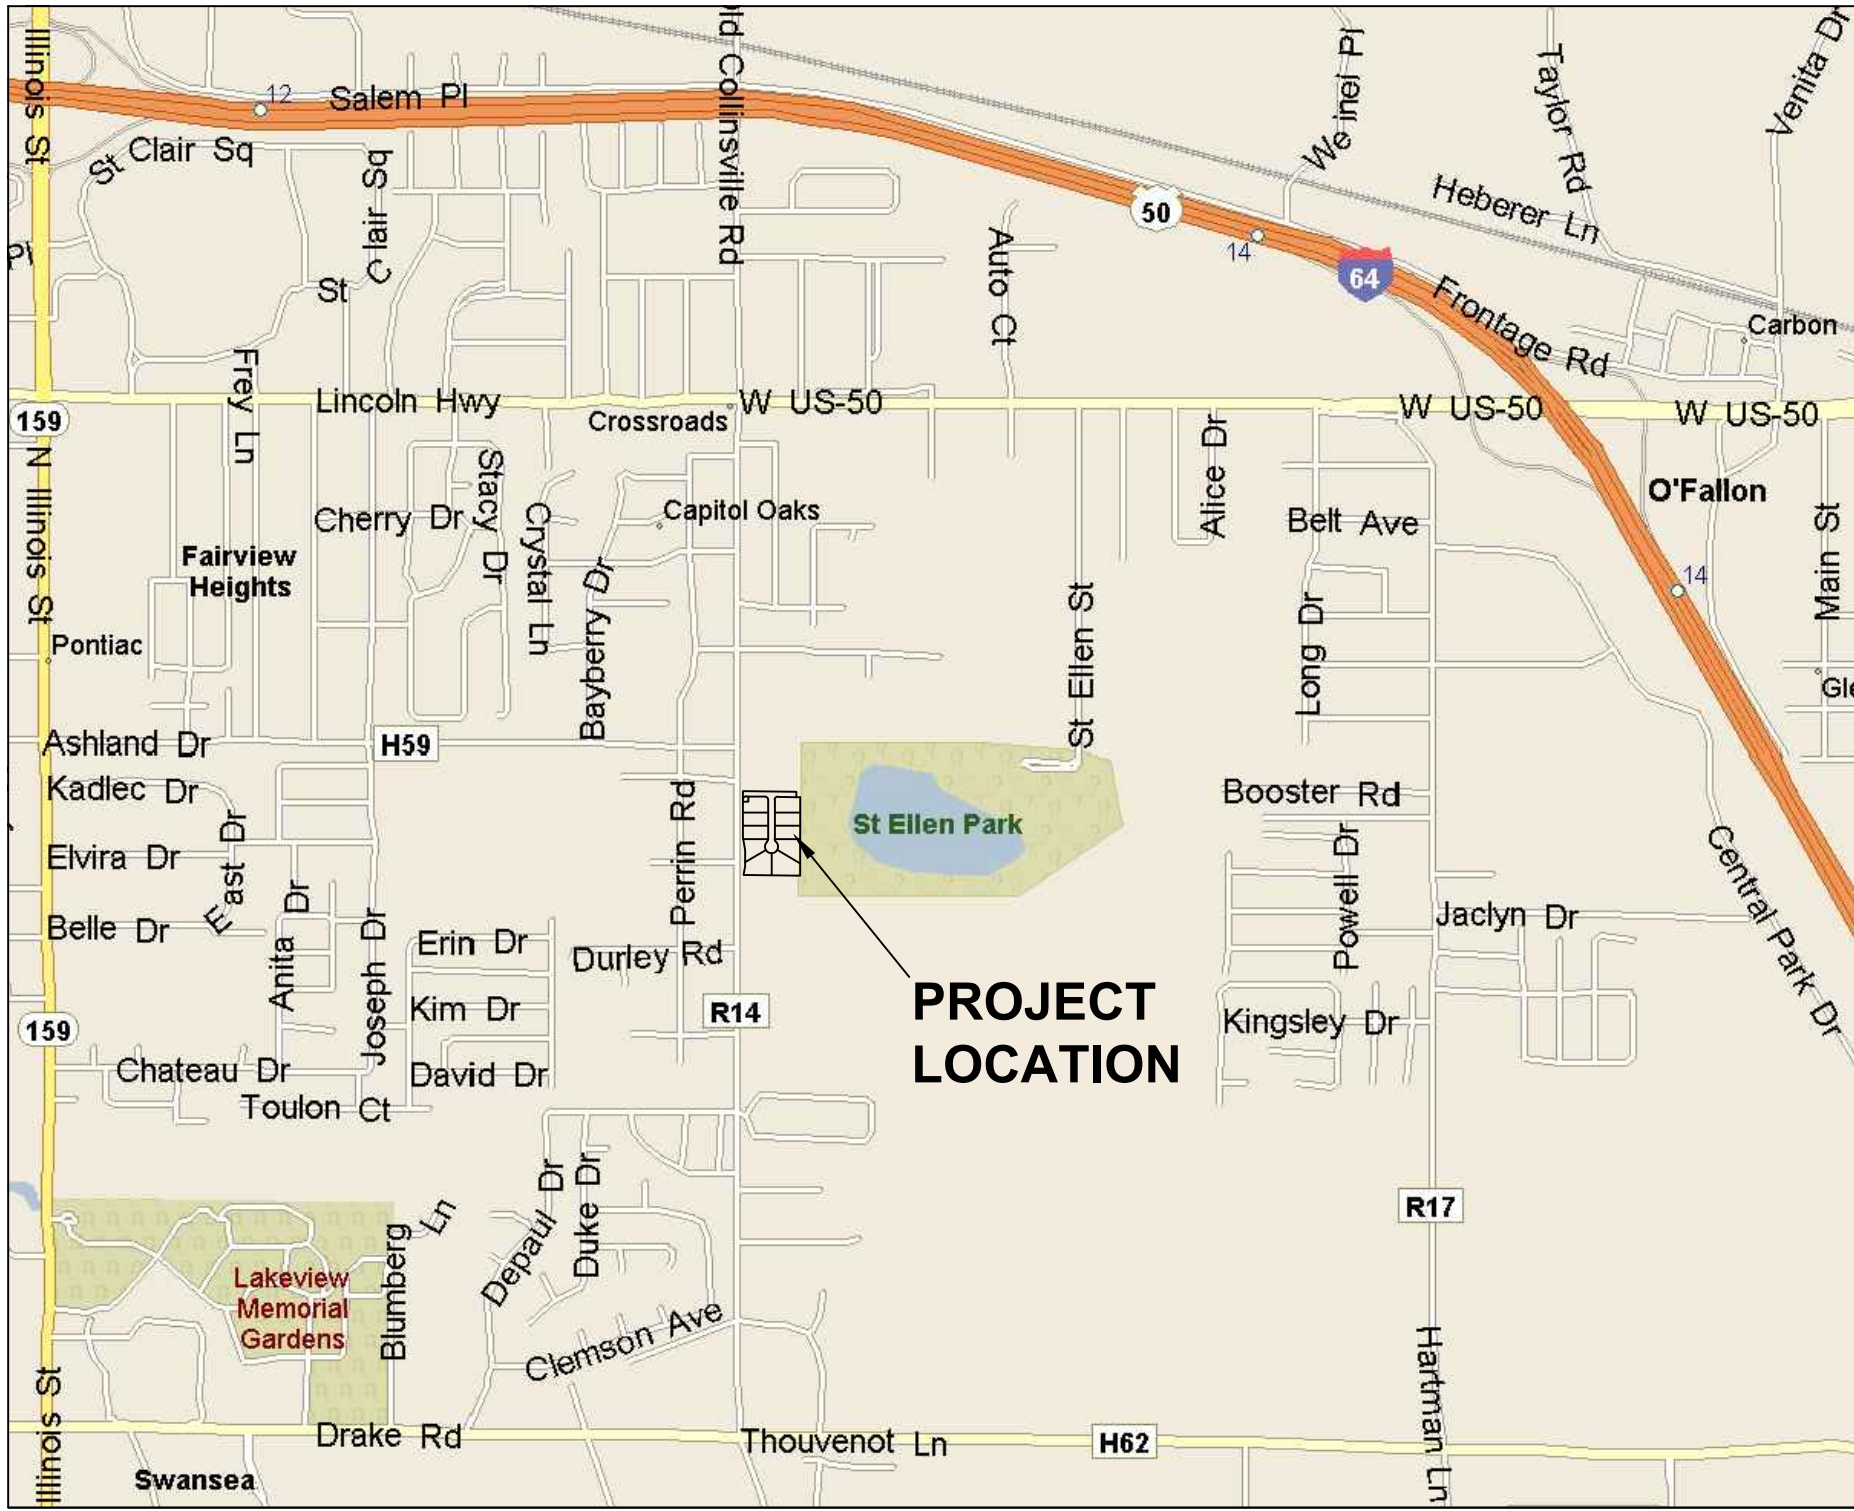 Illinois St
12
Salem Pl
Old Collinsville Rd
Weinel Pl
Taylor Rd
Venita Dr
St Clair Sq
St Clair Sq
50
14
Heberer Ln
Auto Ct
64
Frontage Rd
Carbon
Frey Ln
Lincoln Hwy
Crossroads
W US-50
W US-50
W US-50
159
N Illinois St
Stacy Dr
Alice Dr
O'Fallon
Cherry Dr
Crystal Ln
Capitol Oaks
Belt Ave
Main St
Fairview
Heights
Bayberry Dr
St Ellen St
Long Dr
14
Pontiac
Gle
Ashland Dr
H59
Kadlec Dr
Perrin Rd
Booster Rd
St Ellen Park
Elvira Dr
East Dr
Powell Dr
Central Park Dr
Belle Dr
Anita Dr
Joseph Dr
Erin Dr
Durley Rd
Jaclyn Dr
PROJECT
LOCATION
Kim Dr
R14
Kingsley Dr
159
Chateau Dr
David Dr
Toulon Ct
Depaul Dr
Duke Dr
R17
Blumberg Ln
Lakeview
Memorial
Gardens
Clemson Ave
Hartman Ln
Illinois St
Drake Rd
Thouvenot Ln
H62
Swansea